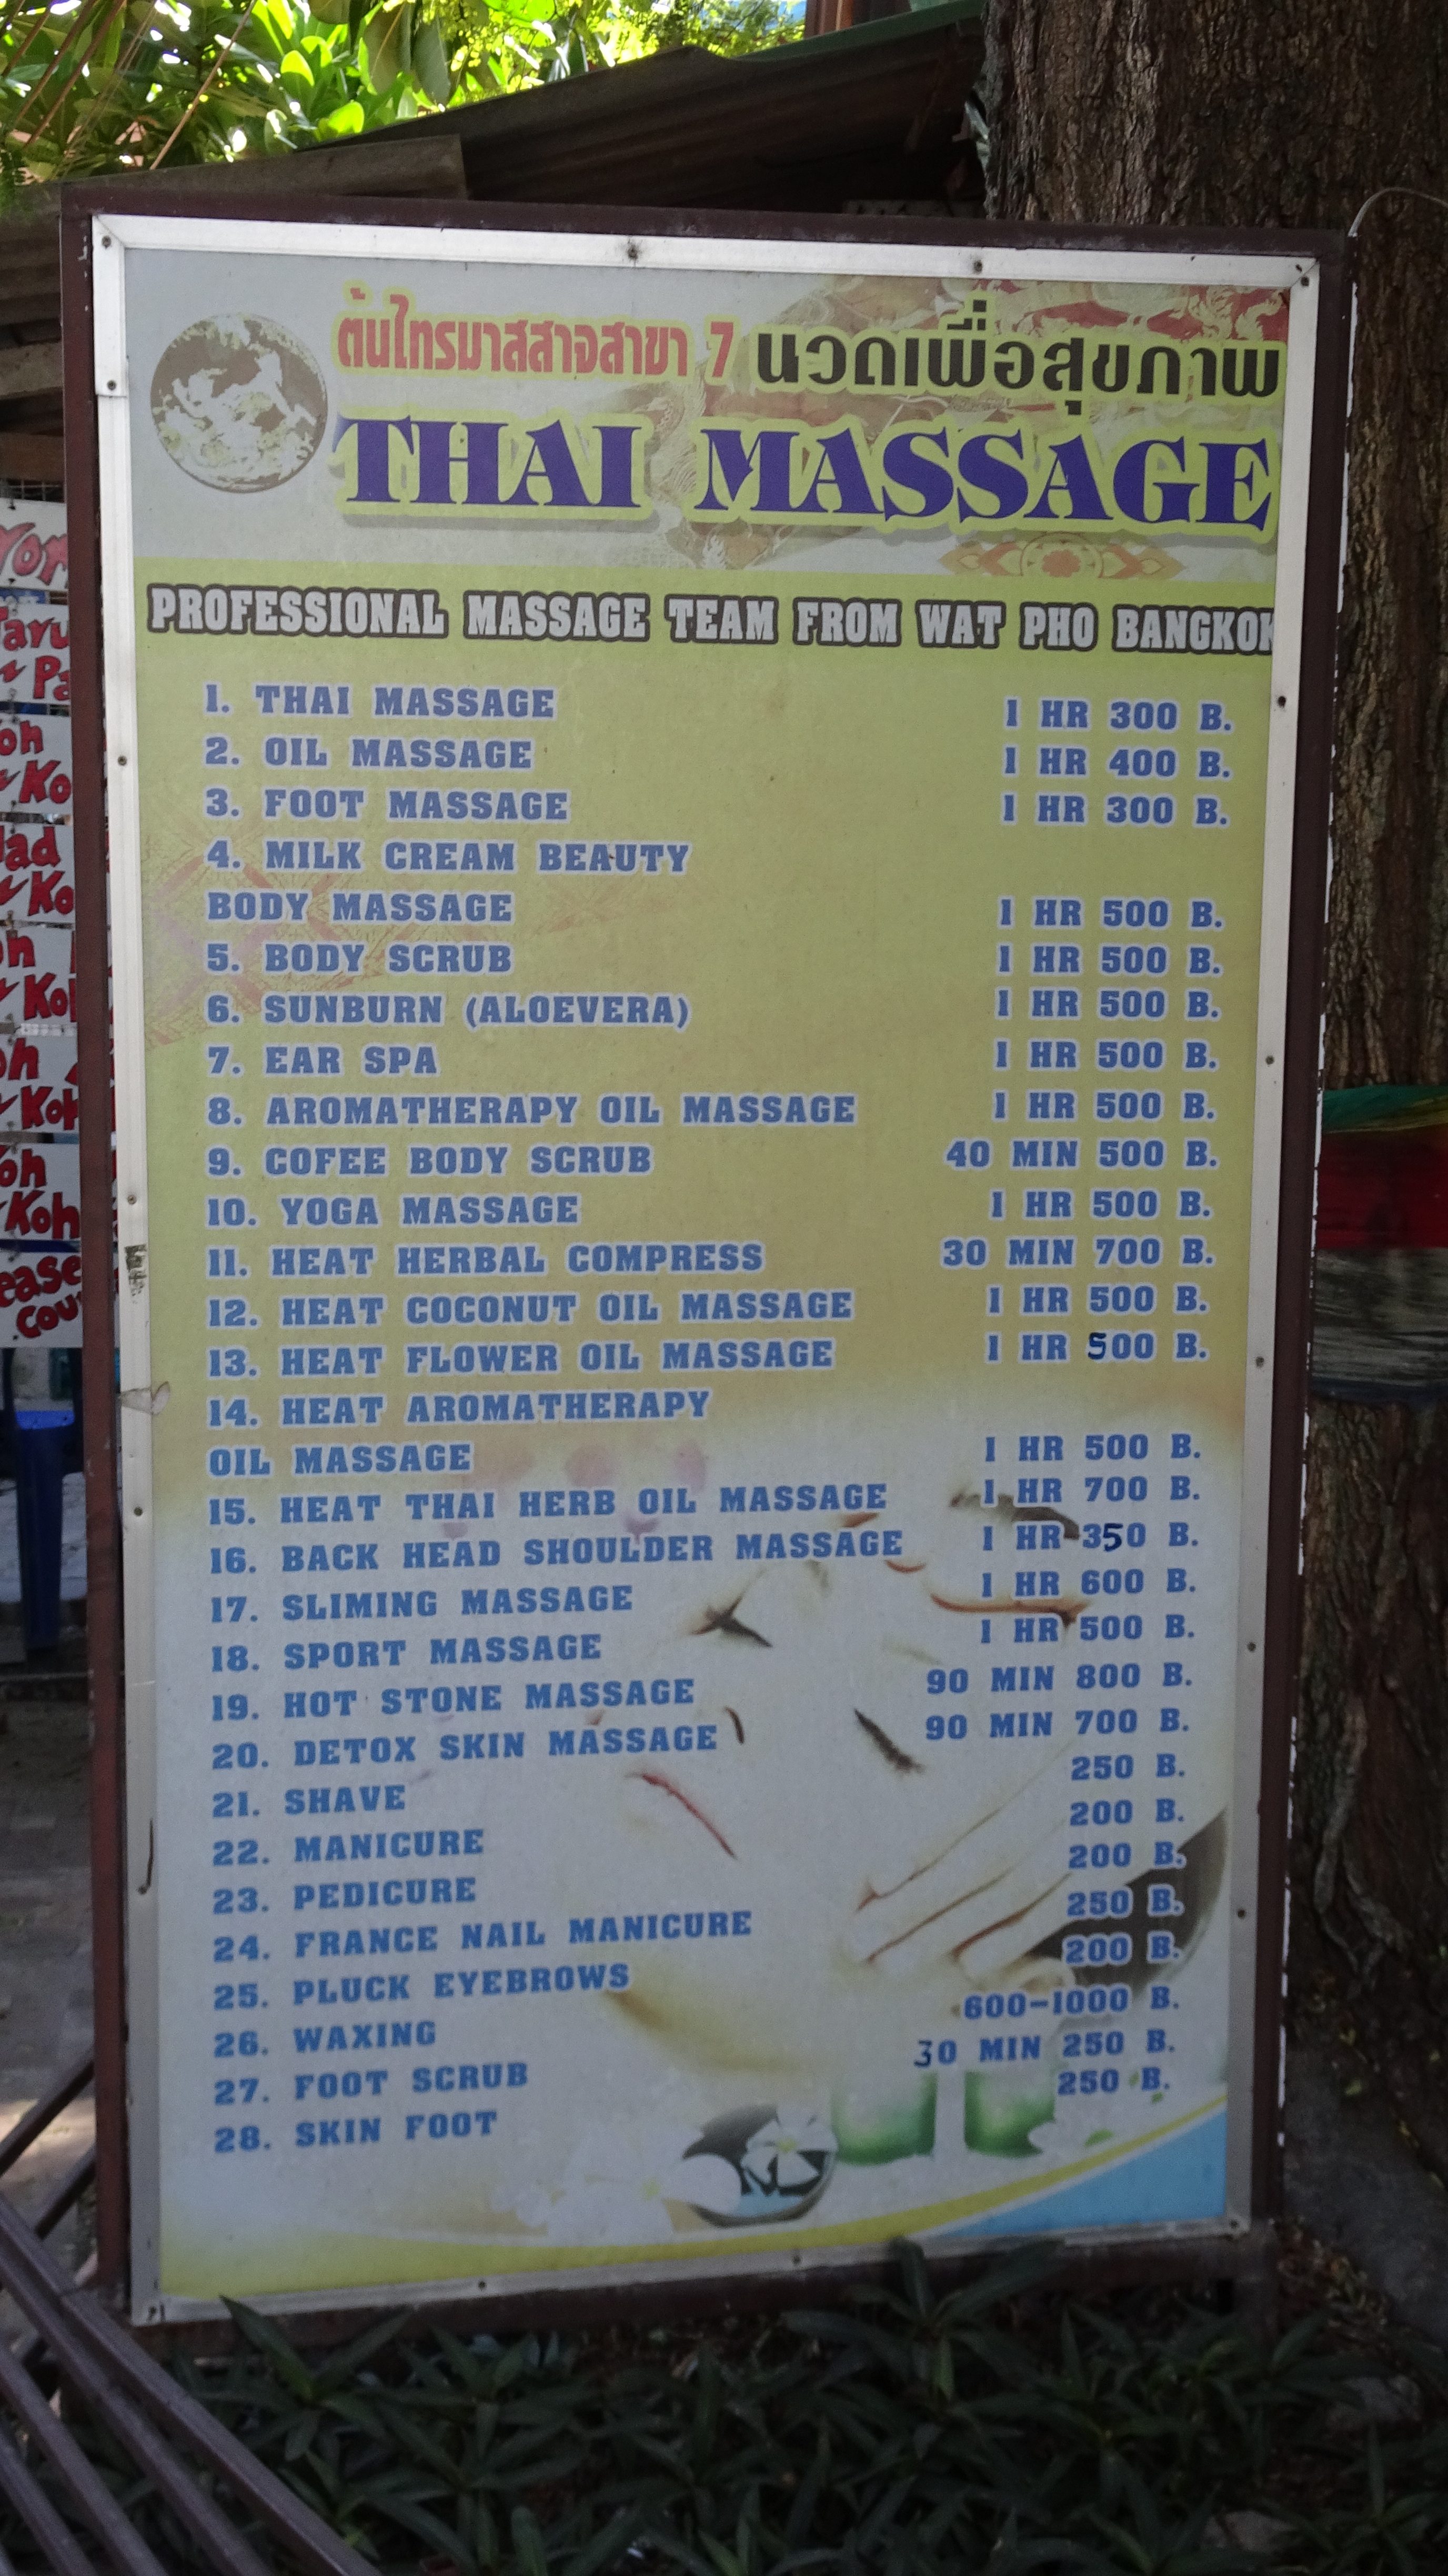 ต้นไทรมาสสาจสาขา 7 นวดเพื่อสุขภาพ
THAI MASSAGE
PROFESSIONAL MASSAGE TEAM FROM WAT PHO BANGKOK
1. THAI MASSAGE 1 HR 300 B.
2. OIL MASSAGE 1 HR 400 B.
3. FOOT MASSAGE 1 HR 300 B.
4. MILK CREAM BEAUTY
BODY MASSAGE 1 HR 500 B.
5. BODY SCRUB 1 HR 500 B.
6. SUNBURN (ALOEVERA) 1 HR 500 B.
7. EAR SPA 1 HR 500 B.
8. AROMATHERAPY OIL MASSAGE 1 HR 500 B.
9. COFEE BODY SCRUB 40 MIN 500 B.
10. YOGA MASSAGE 1 HR 500 B.
11. HEAT HERBAL COMPRESS 30 MIN 700 B.
12. HEAT COCONUT OIL MASSAGE 1 HR 500 B.
13. HEAT FLOWER OIL MASSAGE 1 HR 500 B.
14. HEAT AROMATHERAPY
OIL MASSAGE 1 HR 500 B.
15. HEAT THAI HERB OIL MASSAGE 1 HR 700 B.
16. BACK HEAD SHOULDER MASSAGE 1 HR 350 B.
17. SLIMING MASSAGE 1 HR 600 B.
18. SPORT MASSAGE 1 HR 500 B.
19. HOT STONE MASSAGE 90 MIN 800 B.
20. DETOX SKIN MASSAGE 90 MIN 700 B.
21. SHAVE 250 B.
22. MANICURE 200 B.
23. PEDICURE 200 B.
24. FRANCE NAIL MANICURE 250 B.
25. PLUCK EYEBROWS 200 B.
26. WAXING 600-1000 B.
27. FOOT SCRUB 30 MIN 250 B.
28. SKIN FOOT 250 B.